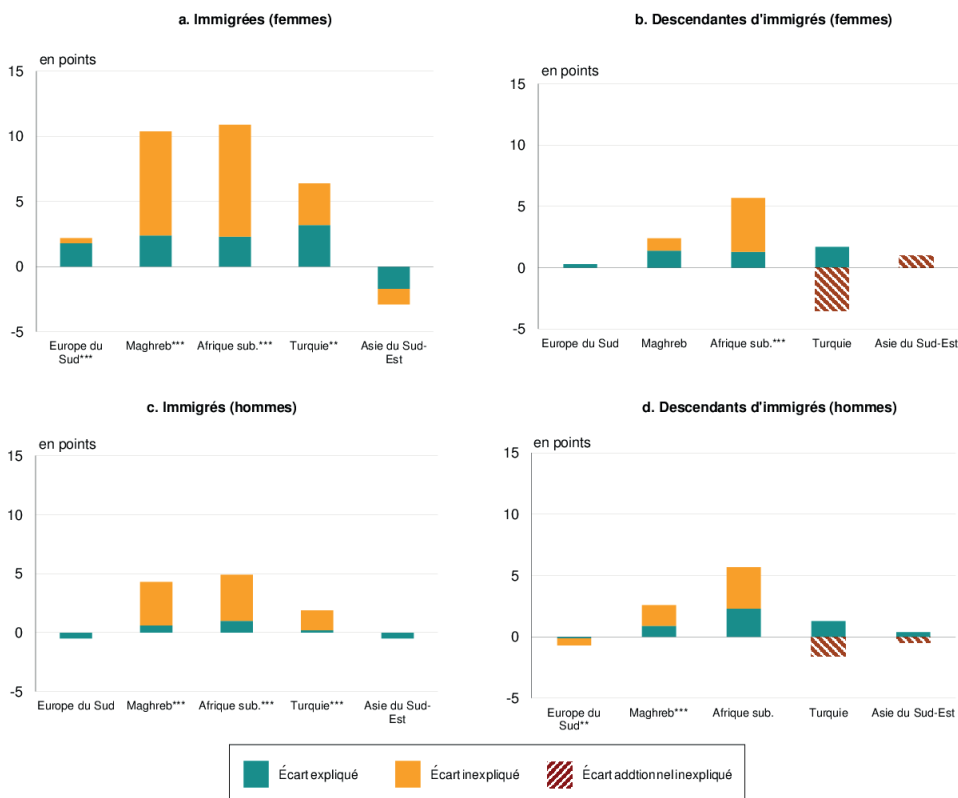 a. Immigrées (femmes)
en points
15
10
5
0
-5
Europe du Sud***
Maghreb***
Afrique sub.***
Turquie**
Asie du Sud-Est
b. Descendantes d'immigrés (femmes)
en points
15
10
5
0
-5
Europe du Sud
Maghreb
Afrique sub.***
Turquie
Asie du Sud-Est
c. Immigrés (hommes)
en points
15
10
5
0
-5
Europe du Sud
Maghreb***
Afrique sub.***
Turquie***
Asie du Sud-Est
d. Descendants d'immigrés (hommes)
en points
15
10
5
0
-5
Europe du Sud**
Maghreb***
Afrique sub.
Turquie
Asie du Sud-Est
Écart expliqué
Écart inexpliqué
Écart addtionnel inexpliqué